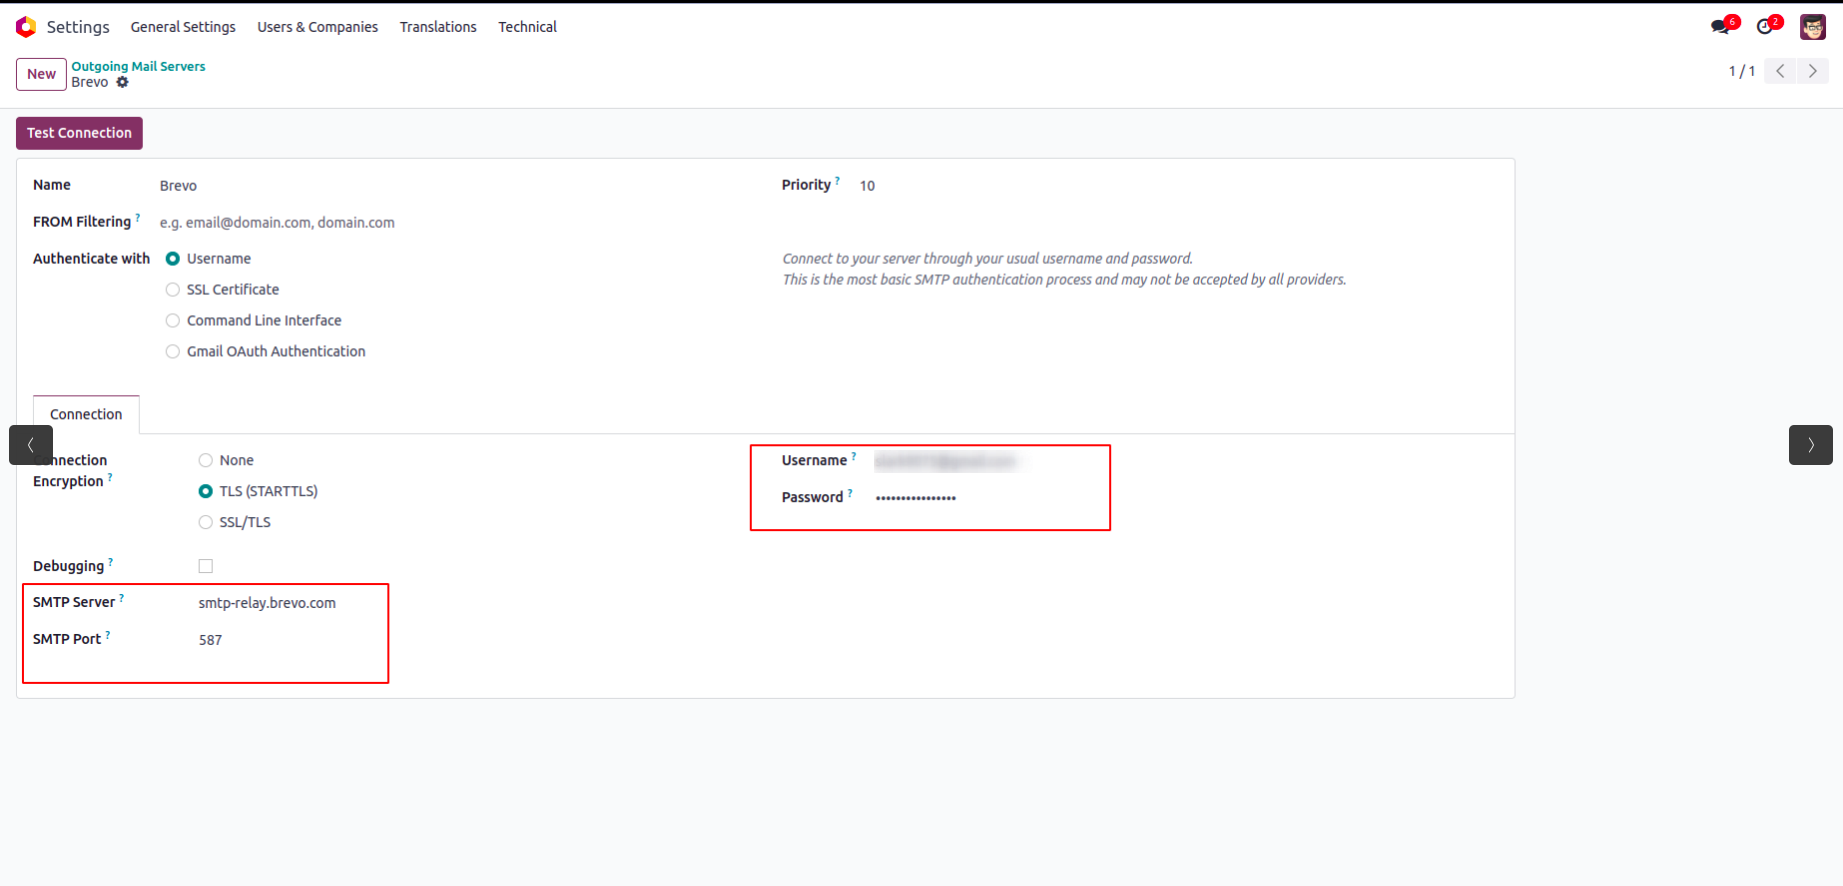 Settings General Settings Users & Companies Translations Technical 6 2
New Outgoing Mail Servers
Brevo
1 / 1
Test Connection
Name Brevo
Priority ? 10
FROM Filtering ? e.g. email@domain.com, domain.com
Authenticate with Username
SSL Certificate
Command Line Interface
Gmail OAuth Authentication
Connect to your server through your usual username and password.
This is the most basic SMTP authentication process and may not be accepted by all providers.
Connection
Encryption ?
None
TLS (STARTTLS)
SSL/TLS
Username ?
Password ? ••••••••••••••••
Debugging ?
SMTP Server ? smtp-relay.brevo.com
SMTP Port ? 587